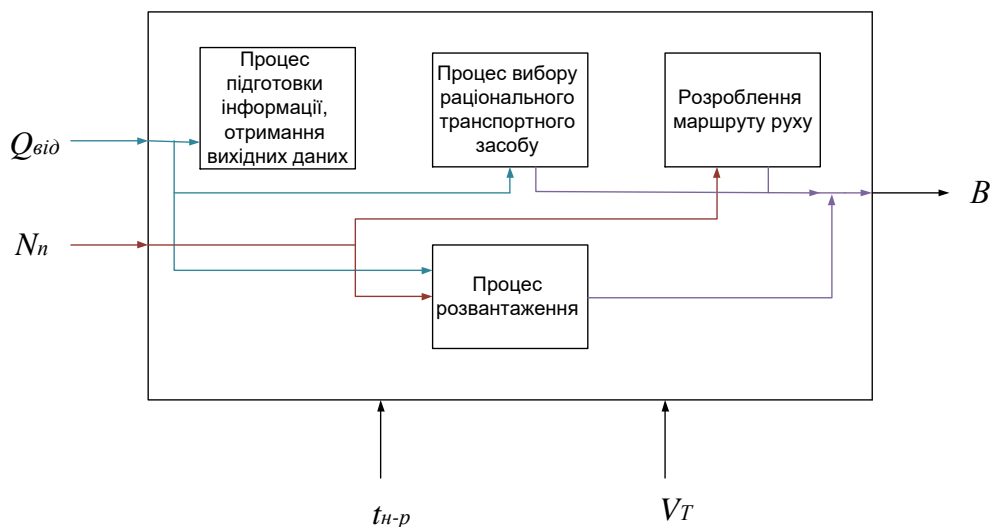 Процес
підготовки
інформації,
отримання
вихідних даних
Процес вибору
раціонального
транспортного
засобу
Розроблення
маршруту руху
Qвід
B
Nп
Процес
розвантаження
tн-р
VT